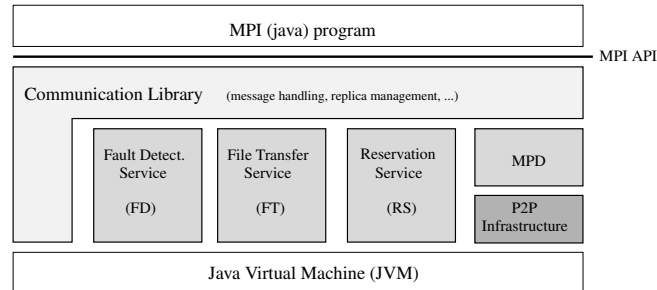 MPI (java) program
MPI API
Communication Library (message handling, replica management, ...)
Fault Detect.
Service
(FD)
File Transfer
Service
(FT)
Reservation
Service
(RS)
MPD
P2P
Infrastructure
Java Virtual Machine (JVM)